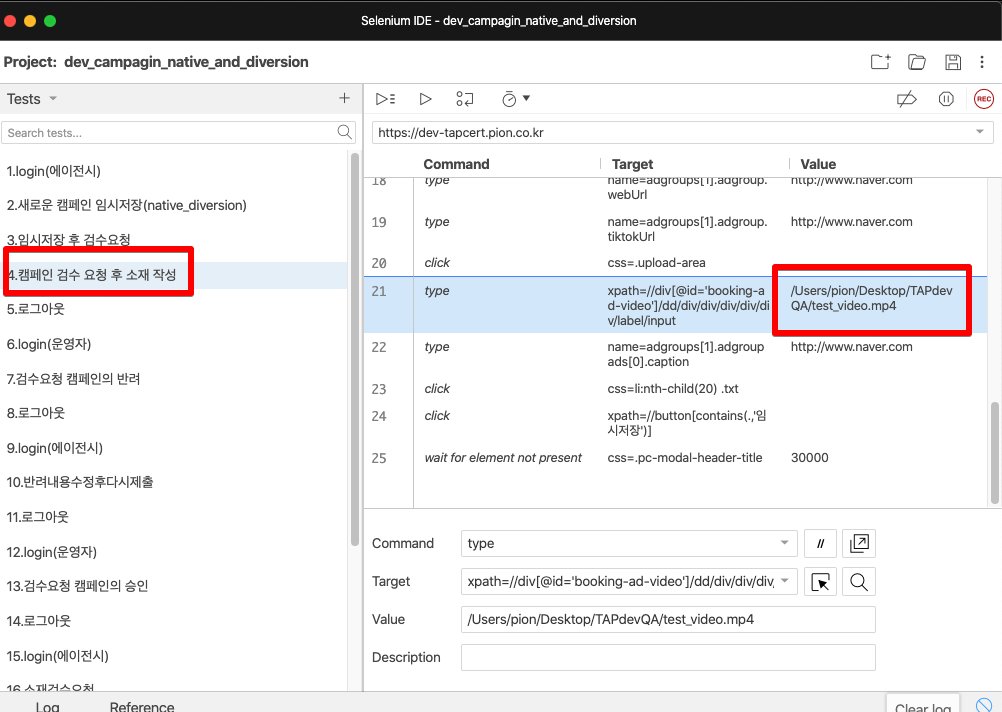 Selenium IDE - dev_campagin_native_and_diversion
Project: dev_campagin_native_and_diversion
Tests
Search tests...
1.login(에이전시)
2.새로운 캠페인 임시저장(native_diversion)
3.임시저장 후 검수요청
4.캠페인 검수 요청 후 소재 작성
5.로그아웃
6.login(운영자)
7.검수요청 캠페인의 반려
8.로그아웃
9.login(에이전시)
10.반려내용수정후다시제출
11.로그아웃
12.login(운영자)
13.검수요청 캠페인의 승인
14.로그아웃
15.login(에이전시)
16.소재검수요청
REC
https://dev-tapcert.pion.co.kr
Command Target Value
18 type name=adgroups[1].adgroup. http://www.naver.com
webUrl
19 type name=adgroups[1].adgroup. http://www.naver.com
tiktokUrl
20 click css=.upload-area
21 type xpath=//div[@id='booking-a /Users/pion/Desktop/TAPdev
d-video']/dd/div/div/div/div/di QA/test_video.mp4
v/label/input
22 type name=adgroups[1].adgroup http://www.naver.com
ads[0].caption
23 click css=li:nth-child(20) .txt
24 click xpath=//button[contains(.,'임
시저장')]
25 wait for element not present css=.pc-modal-header-title 30000
Command type //
Target xpath=//div[@id='booking-ad-video']/dd/div/div/div/
Value /Users/pion/Desktop/TAPdevQA/test_video.mp4
Description
Log Reference Clear log